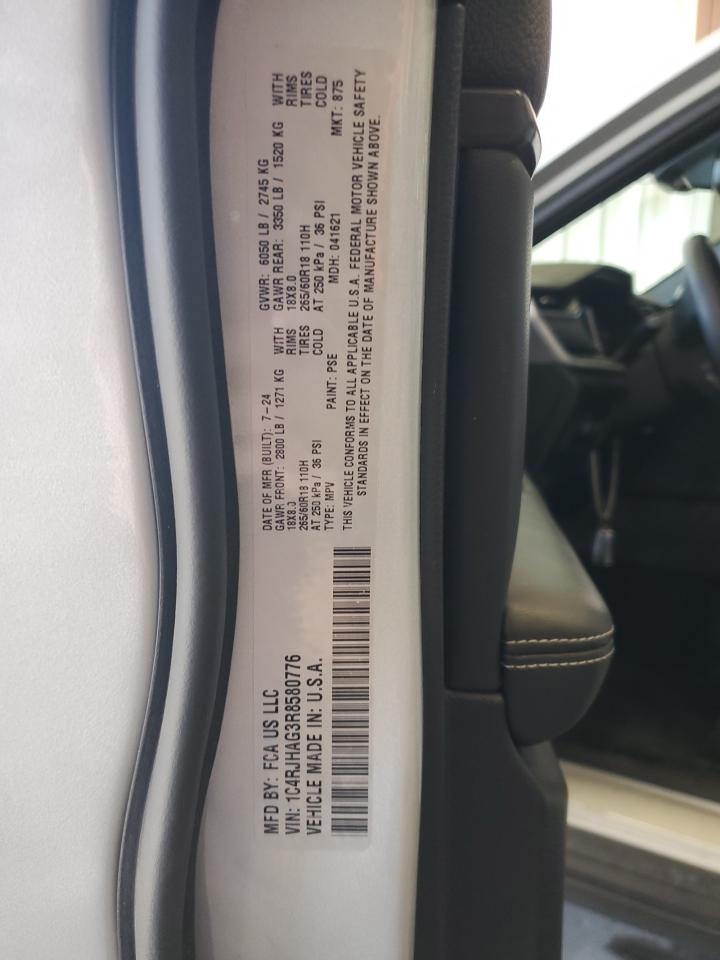 MFD BY: FCA US LLC
VIN: 1C4RJHAG3R8580776
VEHICLE MADE IN: U.S.A.
DATE OF MFR (BUILT): 7-24
GVWR: 6050 LB / 2745 KG
GAWR FRONT: 2800 LB / 1271 KG WITH
GAWR REAR: 3350 LB / 1520 KG WITH
18X8.0 RIMS
18X8.0 RIMS
265/60R18 110H TIRES
265/60R18 110H TIRES
AT 250 kPa / 36 PSI COLD
AT 250 kPa / 36 PSI COLD
TYPE: MPV PAINT: PSE MDH: 041621 MKT: 875
THIS VEHICLE CONFORMS TO ALL APPLICABLE U.S.A. FEDERAL MOTOR VEHICLE SAFETY
STANDARDS IN EFFECT ON THE DATE OF MANUFACTURE SHOWN ABOVE.